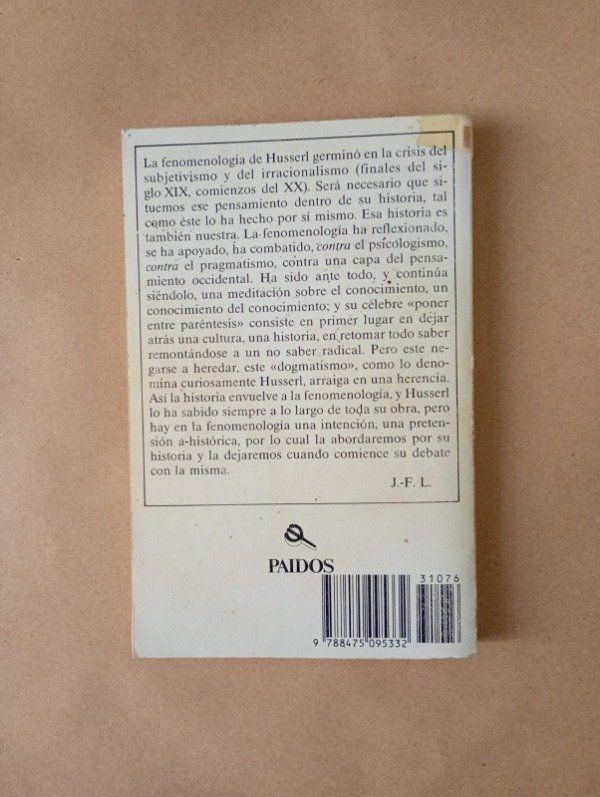 La fenomenología de Husserl germinó en la crisis del
subjetivismo y del irracionalismo (finales del si-
glo XIX, comienzos del XX). Será necesario que si-
tuemos ese pensamiento dentro de su historia, tal
como éste lo ha hecho por sí mismo. Esa historia es
también nuestra. La fenomenología ha reflexionado,
se ha apoyado, ha combatido, contra el psicologismo,
contra el pragmatismo, contra una capa del pensa-
miento occidental. Ha sido ante todo, y continúa
siéndolo, una meditación sobre el conocimiento, un
conocimiento del conocimiento; y su célebre «poner
entre paréntesis» consiste en primer lugar en dejar
atrás una cultura, una historia, en retomar todo saber
remontándose a un no saber radical. Pero este ne-
garse a heredar, este «dogmatismo», como lo deno-
mina curiosamente Husserl, arraiga en una herencia.
Así la historia envuelve a la fenomenología, y Husserl
lo ha sabido siempre a lo largo de toda su obra, pero
hay en la fenomenología una intención, una preten-
sión a-histórica, por lo cual la abordaremos por su
historia y la dejaremos cuando comience su debate
con la misma.
J.-F. L.
PAIDOS
31076
9 788475 095332